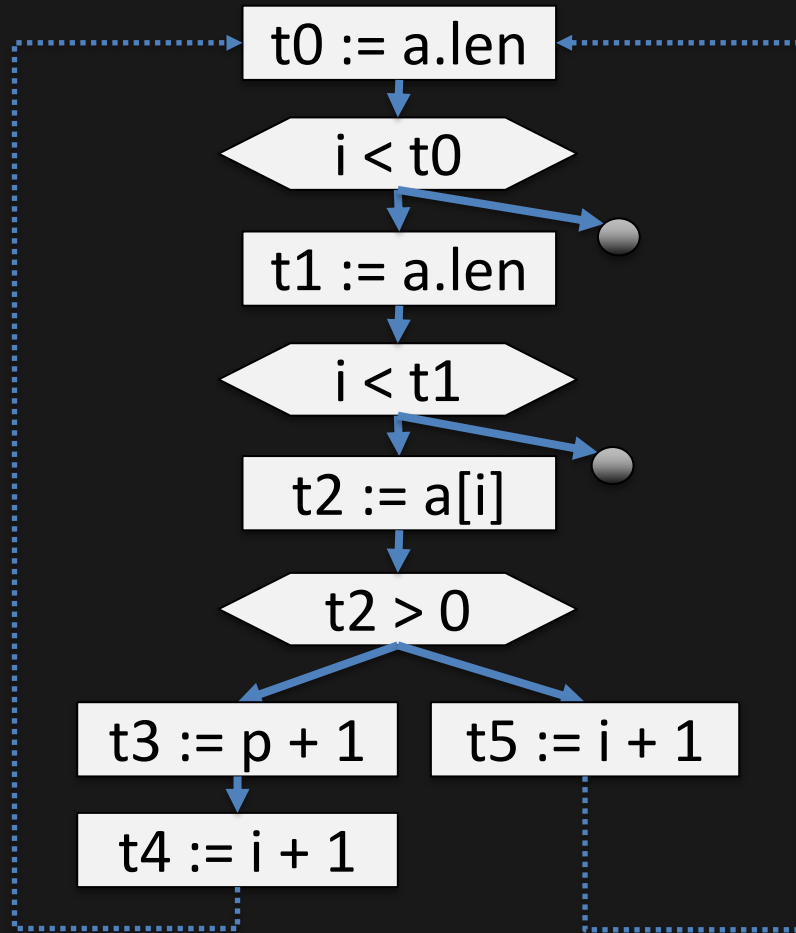 t0 := a.len
i < t0
t1 := a.len
i < t1
t2 := a[i]
t2 > 0
t3 := p + 1
t5 := i + 1
t4 := i + 1